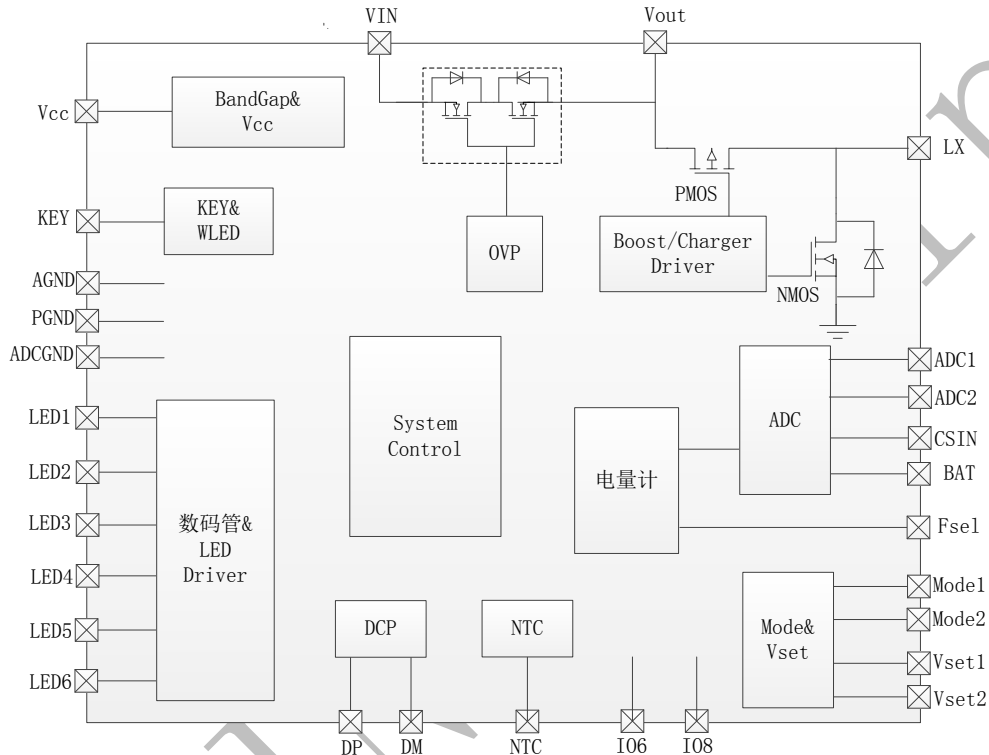 VIN
Vout
Vcc
BandGap&
Vcc
LX
PMOS
KEY
KEY&
WLED
OVP
Boost/Charger
Driver
NMOS
AGND
PGND
ADCGND
ADC1
ADC2
CSIN
BAT
ADC
System
Control
电量计
Fsel
LED1
LED2
LED3
LED4
LED5
LED6
数码管&
LED
Driver
DCP
NTC
Mode&
Vset
Mode1
Mode2
Vset1
Vset2
DP
DM
NTC
IO6
IO8